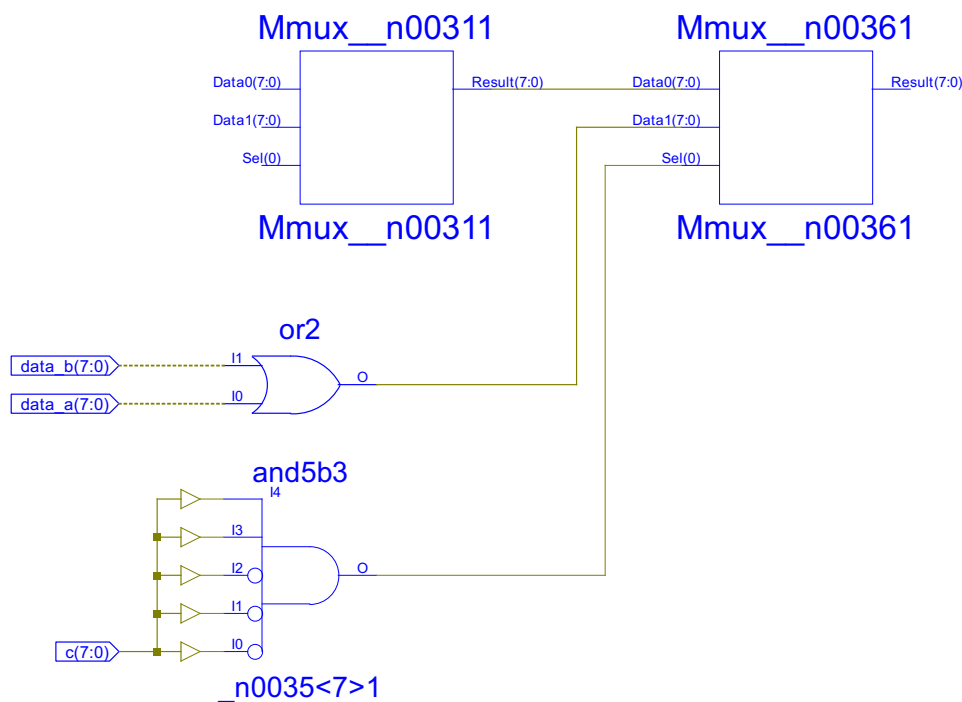 Mmux__n00311
Mmux__n00361
Data0(7:0)
Result(7:0)
Data0(7:0)
Result(7:0)
Data1(7:0)
Data1(7:0)
Sel(0)
Sel(0)
Mmux__n00311
Mmux__n00361
or2
data_b(7:0)
I1
O
data_a(7:0)
I0
and5b3
I4
I3
I2
O
I1
c(7:0)
I0
_n0035<7>1